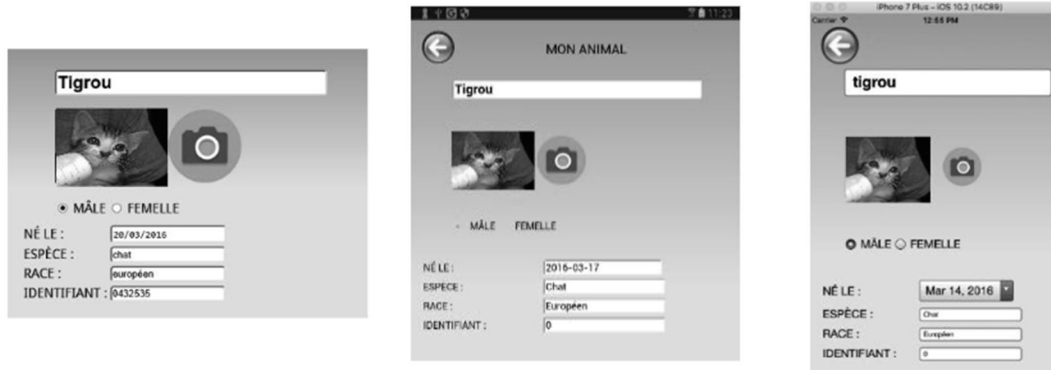 Tigrou
MÂLE FEMELLE
NÉ LE : 20/03/2016
ESPÈCE : chat
RACE : européen
IDENTIFIANT : 0432535
11:23
MON ANIMAL
Tigrou
MÂLE FEMELLE
NÉ LE : 2016-03-17
ESPÈCE : Chat
RACE : Européen
IDENTIFIANT : 0
iPhone 7 Plus – iOS 10.2 (14C89)
Carrier 12:55 PM
tigrou
MÂLE FEMELLE
NÉ LE : Mar 14, 2016
ESPÈCE : Chat
RACE : Européen
IDENTIFIANT : 0